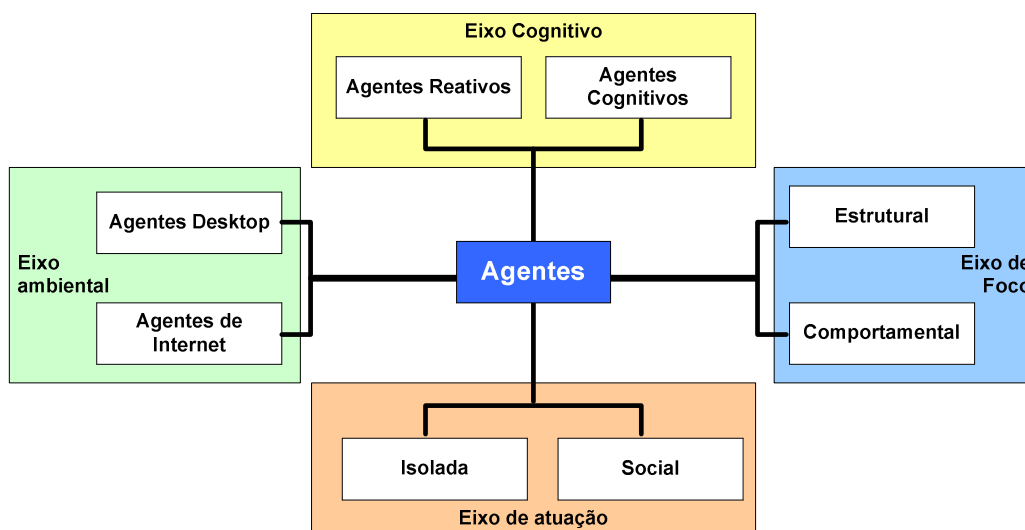 Eixo Cognitivo
Agentes Reativos
Agentes
Cognitivos
Agentes Desktop
Eixo
ambiental
Agentes de
Internet
Agentes
Estrutural
Eixo de
Foco
Comportamental
Isolada
Social
Eixo de atuação